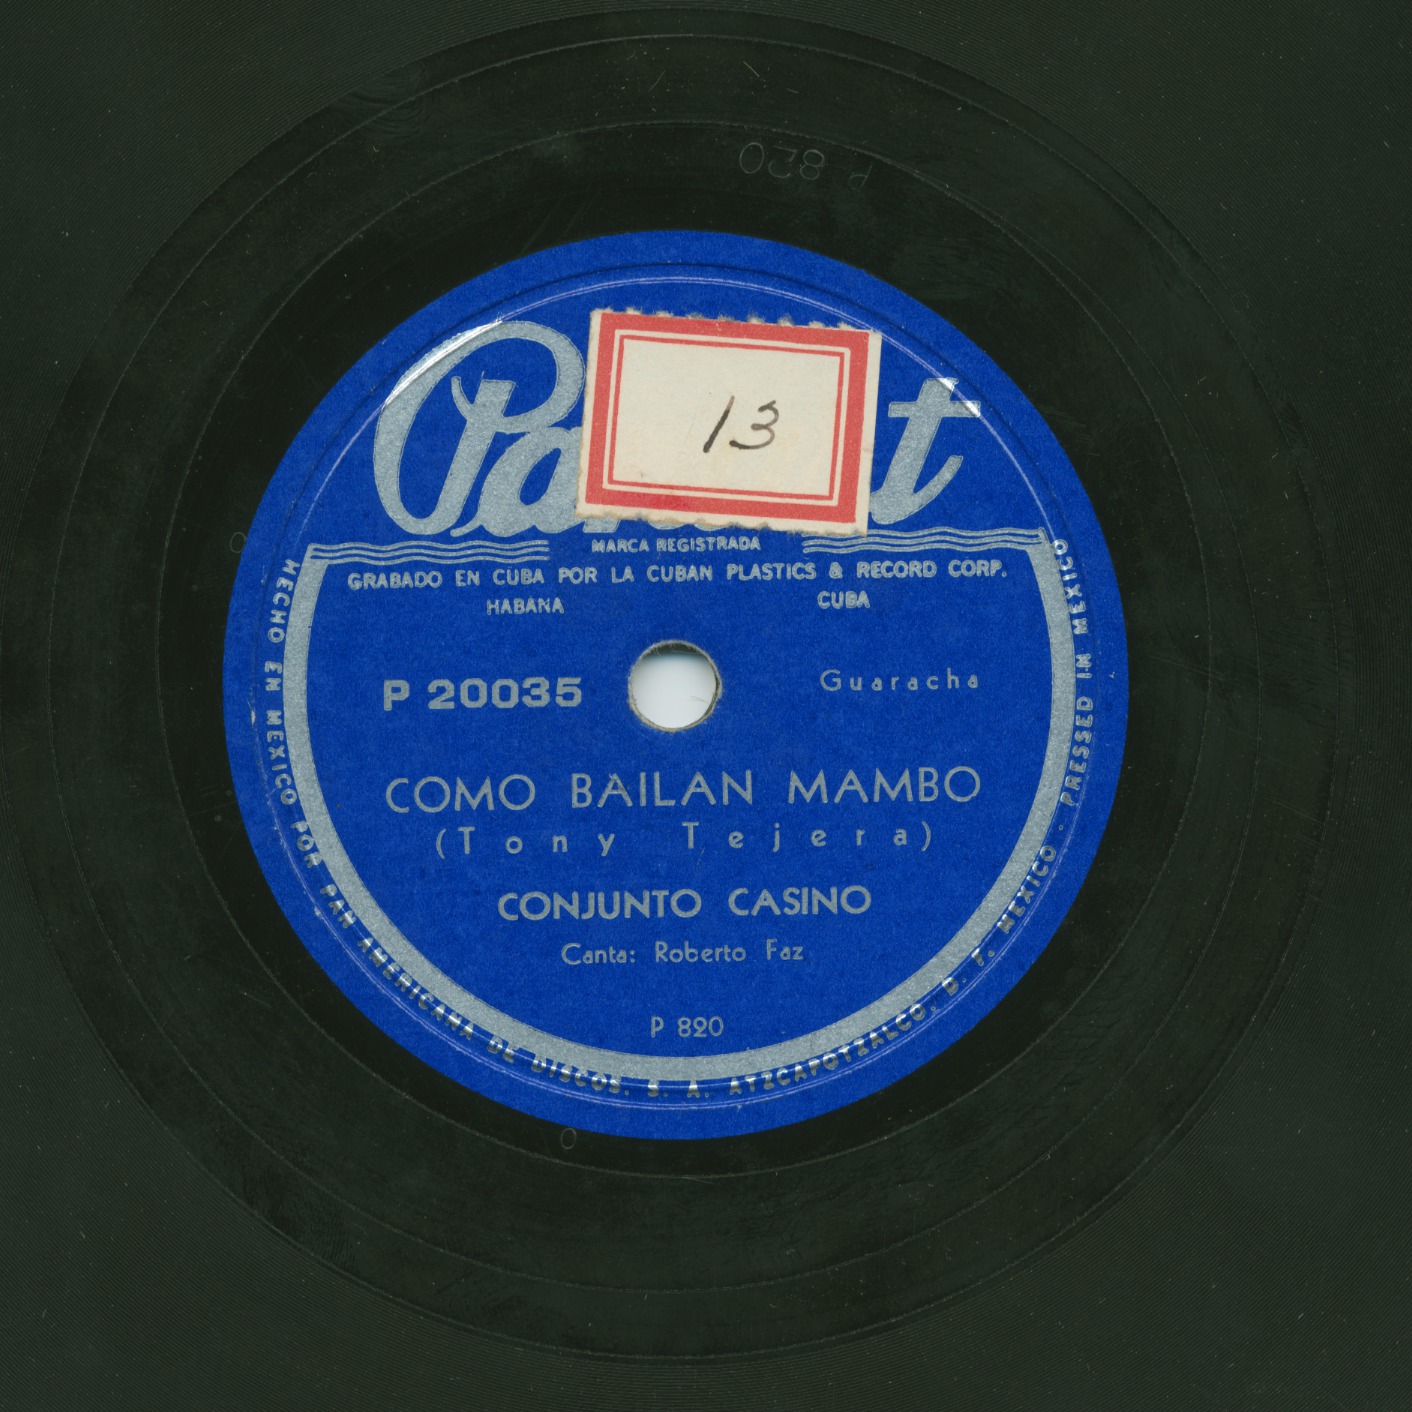 P 820
13
MARCA REGISTRADA
GRABADO EN CUBA POR LA CUBAN PLASTICS & RECORD CORP.
HABANA CUBA
P 20035
Guaracha
COMO BAILAN MAMBO
(Tony Tejera)
CONJUNTO CASINO
Canta: Roberto Faz
P 820
HECHO EN MEXICO POR PAN AMERICANA DE DISCOS, S. A. ATZCAPOTZALCO, D. F. MEXICO - PRESSED IN MEXICO